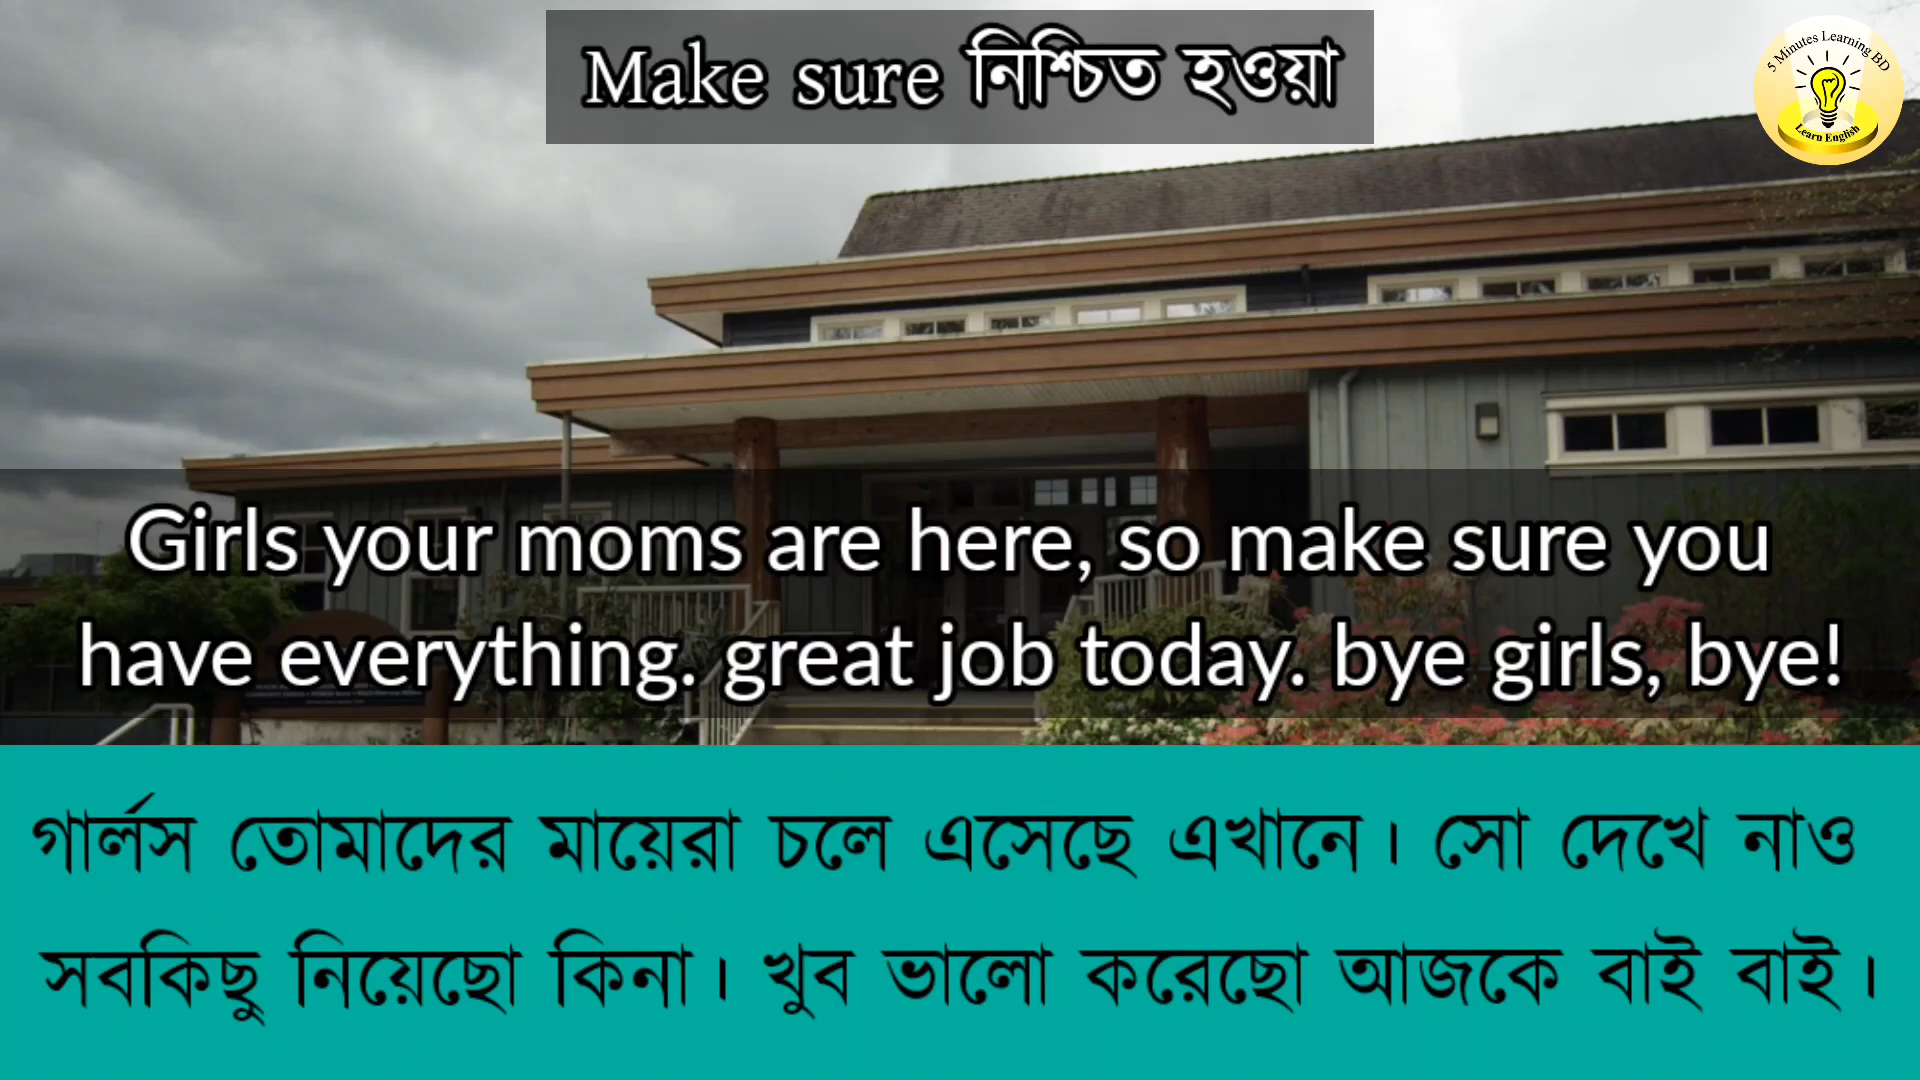 Make sure নিশ্চিত হওয়া
5 Minutes Learning BD
Learn English
Girls your moms are here, so make sure you
have everything. great job today. bye girls, bye!
গার্লস তোমাদের মায়েরা চলে এসেছে এখানে। সো দেখে নাও
সবকিছু নিয়েছো কিনা। খুব ভালো করেছো আজকে বাই বাই।